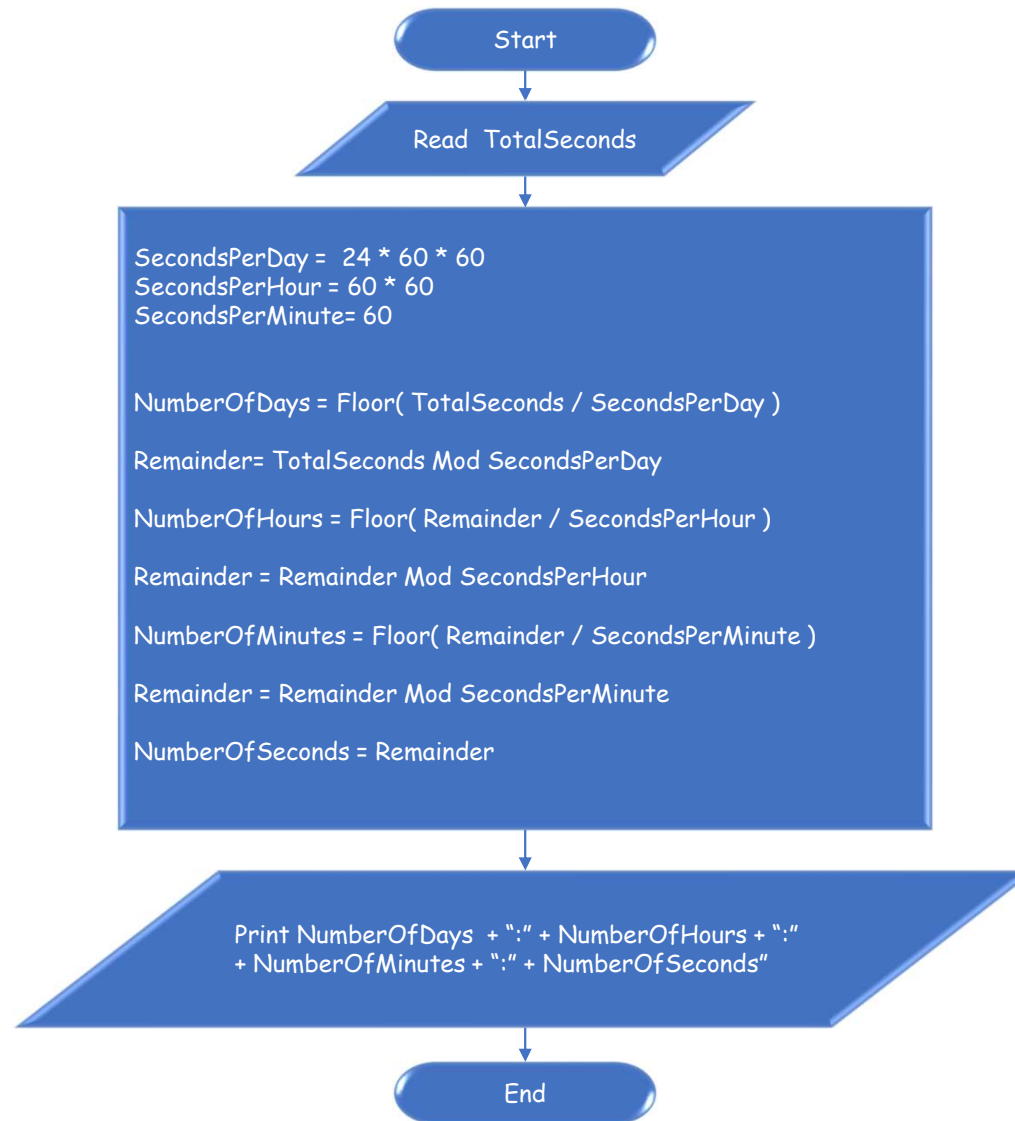 Start
Read  TotalSeconds
SecondsPerDay =  24 * 60 * 60
SecondsPerHour = 60 * 60
SecondsPerMinute= 60
NumberOfDays = Floor( TotalSeconds / SecondsPerDay )
Remainder= TotalSeconds Mod SecondsPerDay
NumberOfHours = Floor( Remainder / SecondsPerHour )
Remainder = Remainder Mod SecondsPerHour
NumberOfMinutes = Floor( Remainder / SecondsPerMinute )
Remainder = Remainder Mod SecondsPerMinute
NumberOfSeconds = Remainder
Print NumberOfDays  + “:” + NumberOfHours + “:”
+ NumberOfMinutes + “:” + NumberOfSeconds”
End